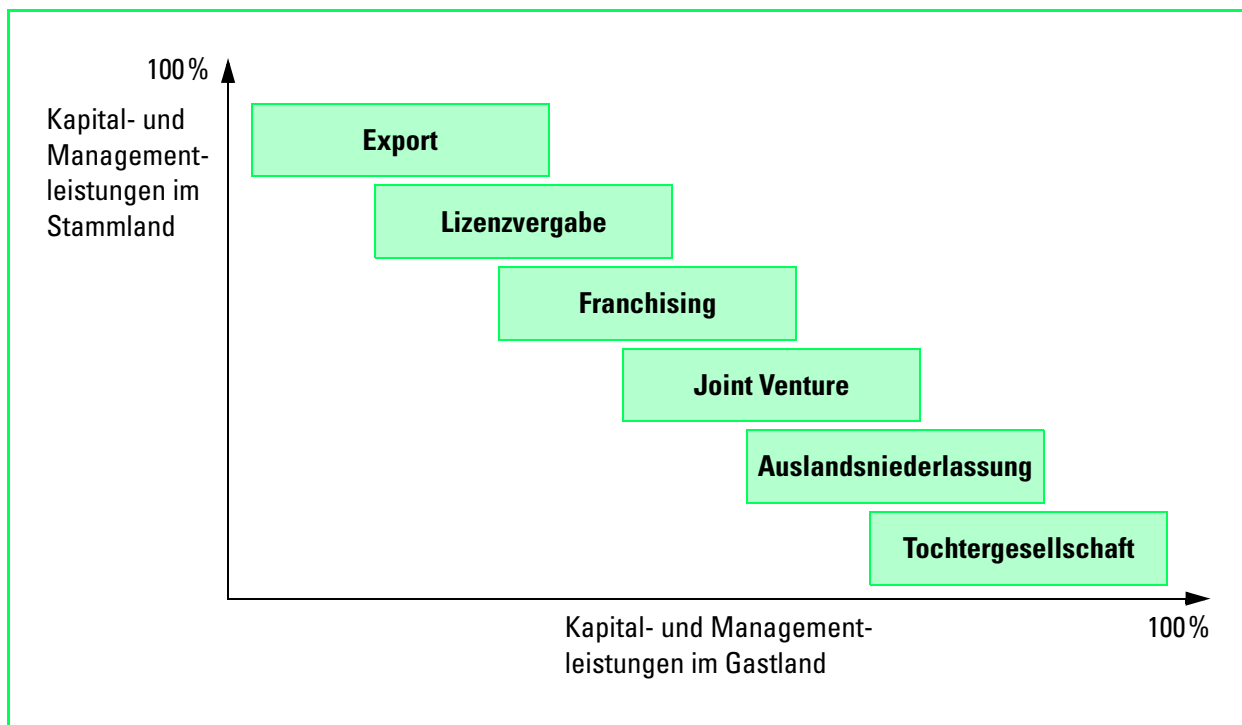 100 %
Kapital- und
Management-
leistungen im
Stammland
Export
Lizenzvergabe
Franchising
Joint Venture
Auslandsniederlassung
Tochtergesellschaft
Kapital- und Management-
leistungen im Gastland
100 %